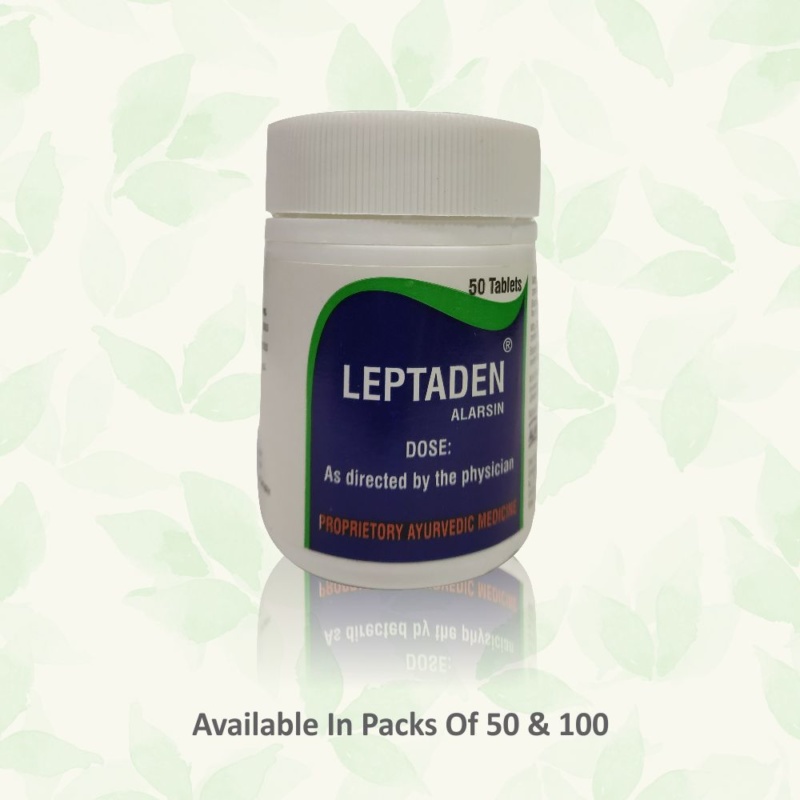 50 Tablets
LEPTADEN®
ALARSIN
DOSE:
As directed by the physician
PROPRIETORY AYURVEDIC MEDICINE
Available In Packs Of 50 & 100